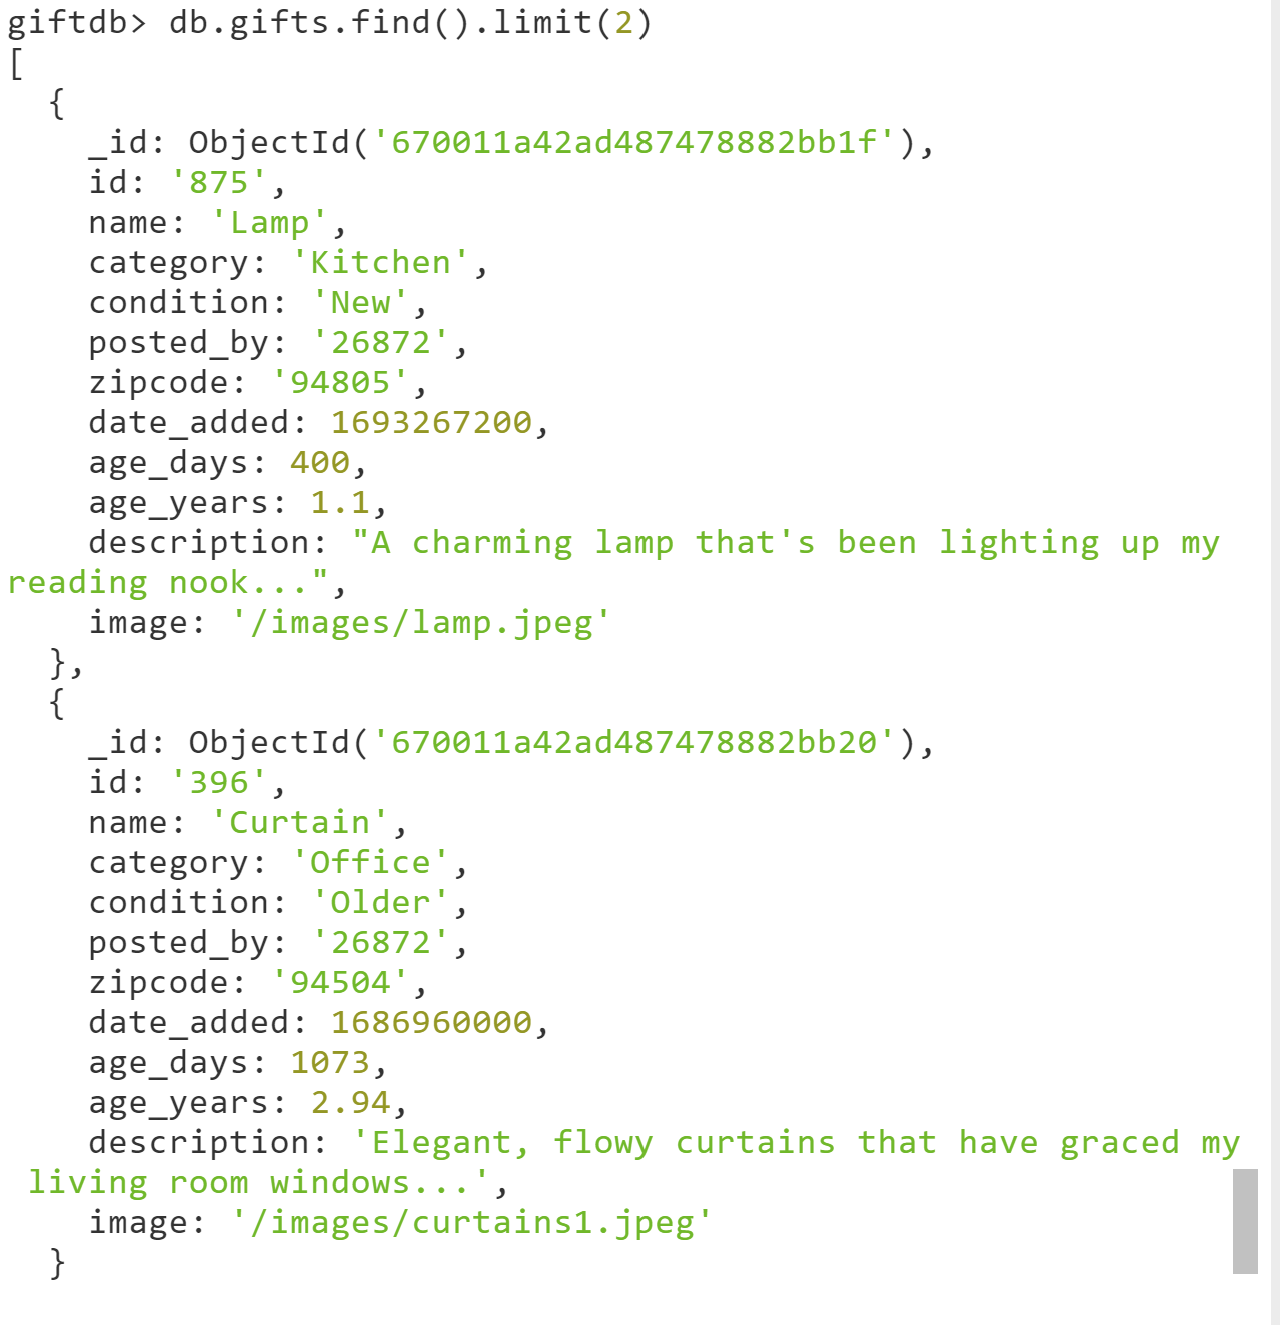 giftdb> db.gifts.find().limit(2)
[
  {
    _id: ObjectId('670011a42ad487478882bb1f'),
    id: '875',
    name: 'Lamp',
    category: 'Kitchen',
    condition: 'New',
    posted_by: '26872',
    zipcode: '94805',
    date_added: 1693267200,
    age_days: 400,
    age_years: 1.1,
    description: "A charming lamp that's been lighting up my
reading nook...",
    image: '/images/lamp.jpeg'
  },
  {
    _id: ObjectId('670011a42ad487478882bb20'),
    id: '396',
    name: 'Curtain',
    category: 'Office',
    condition: 'Older',
    posted_by: '26872',
    zipcode: '94504',
    date_added: 1686960000,
    age_days: 1073,
    age_years: 2.94,
    description: 'Elegant, flowy curtains that have graced my
 living room windows...',
    image: '/images/curtains1.jpeg'
  }